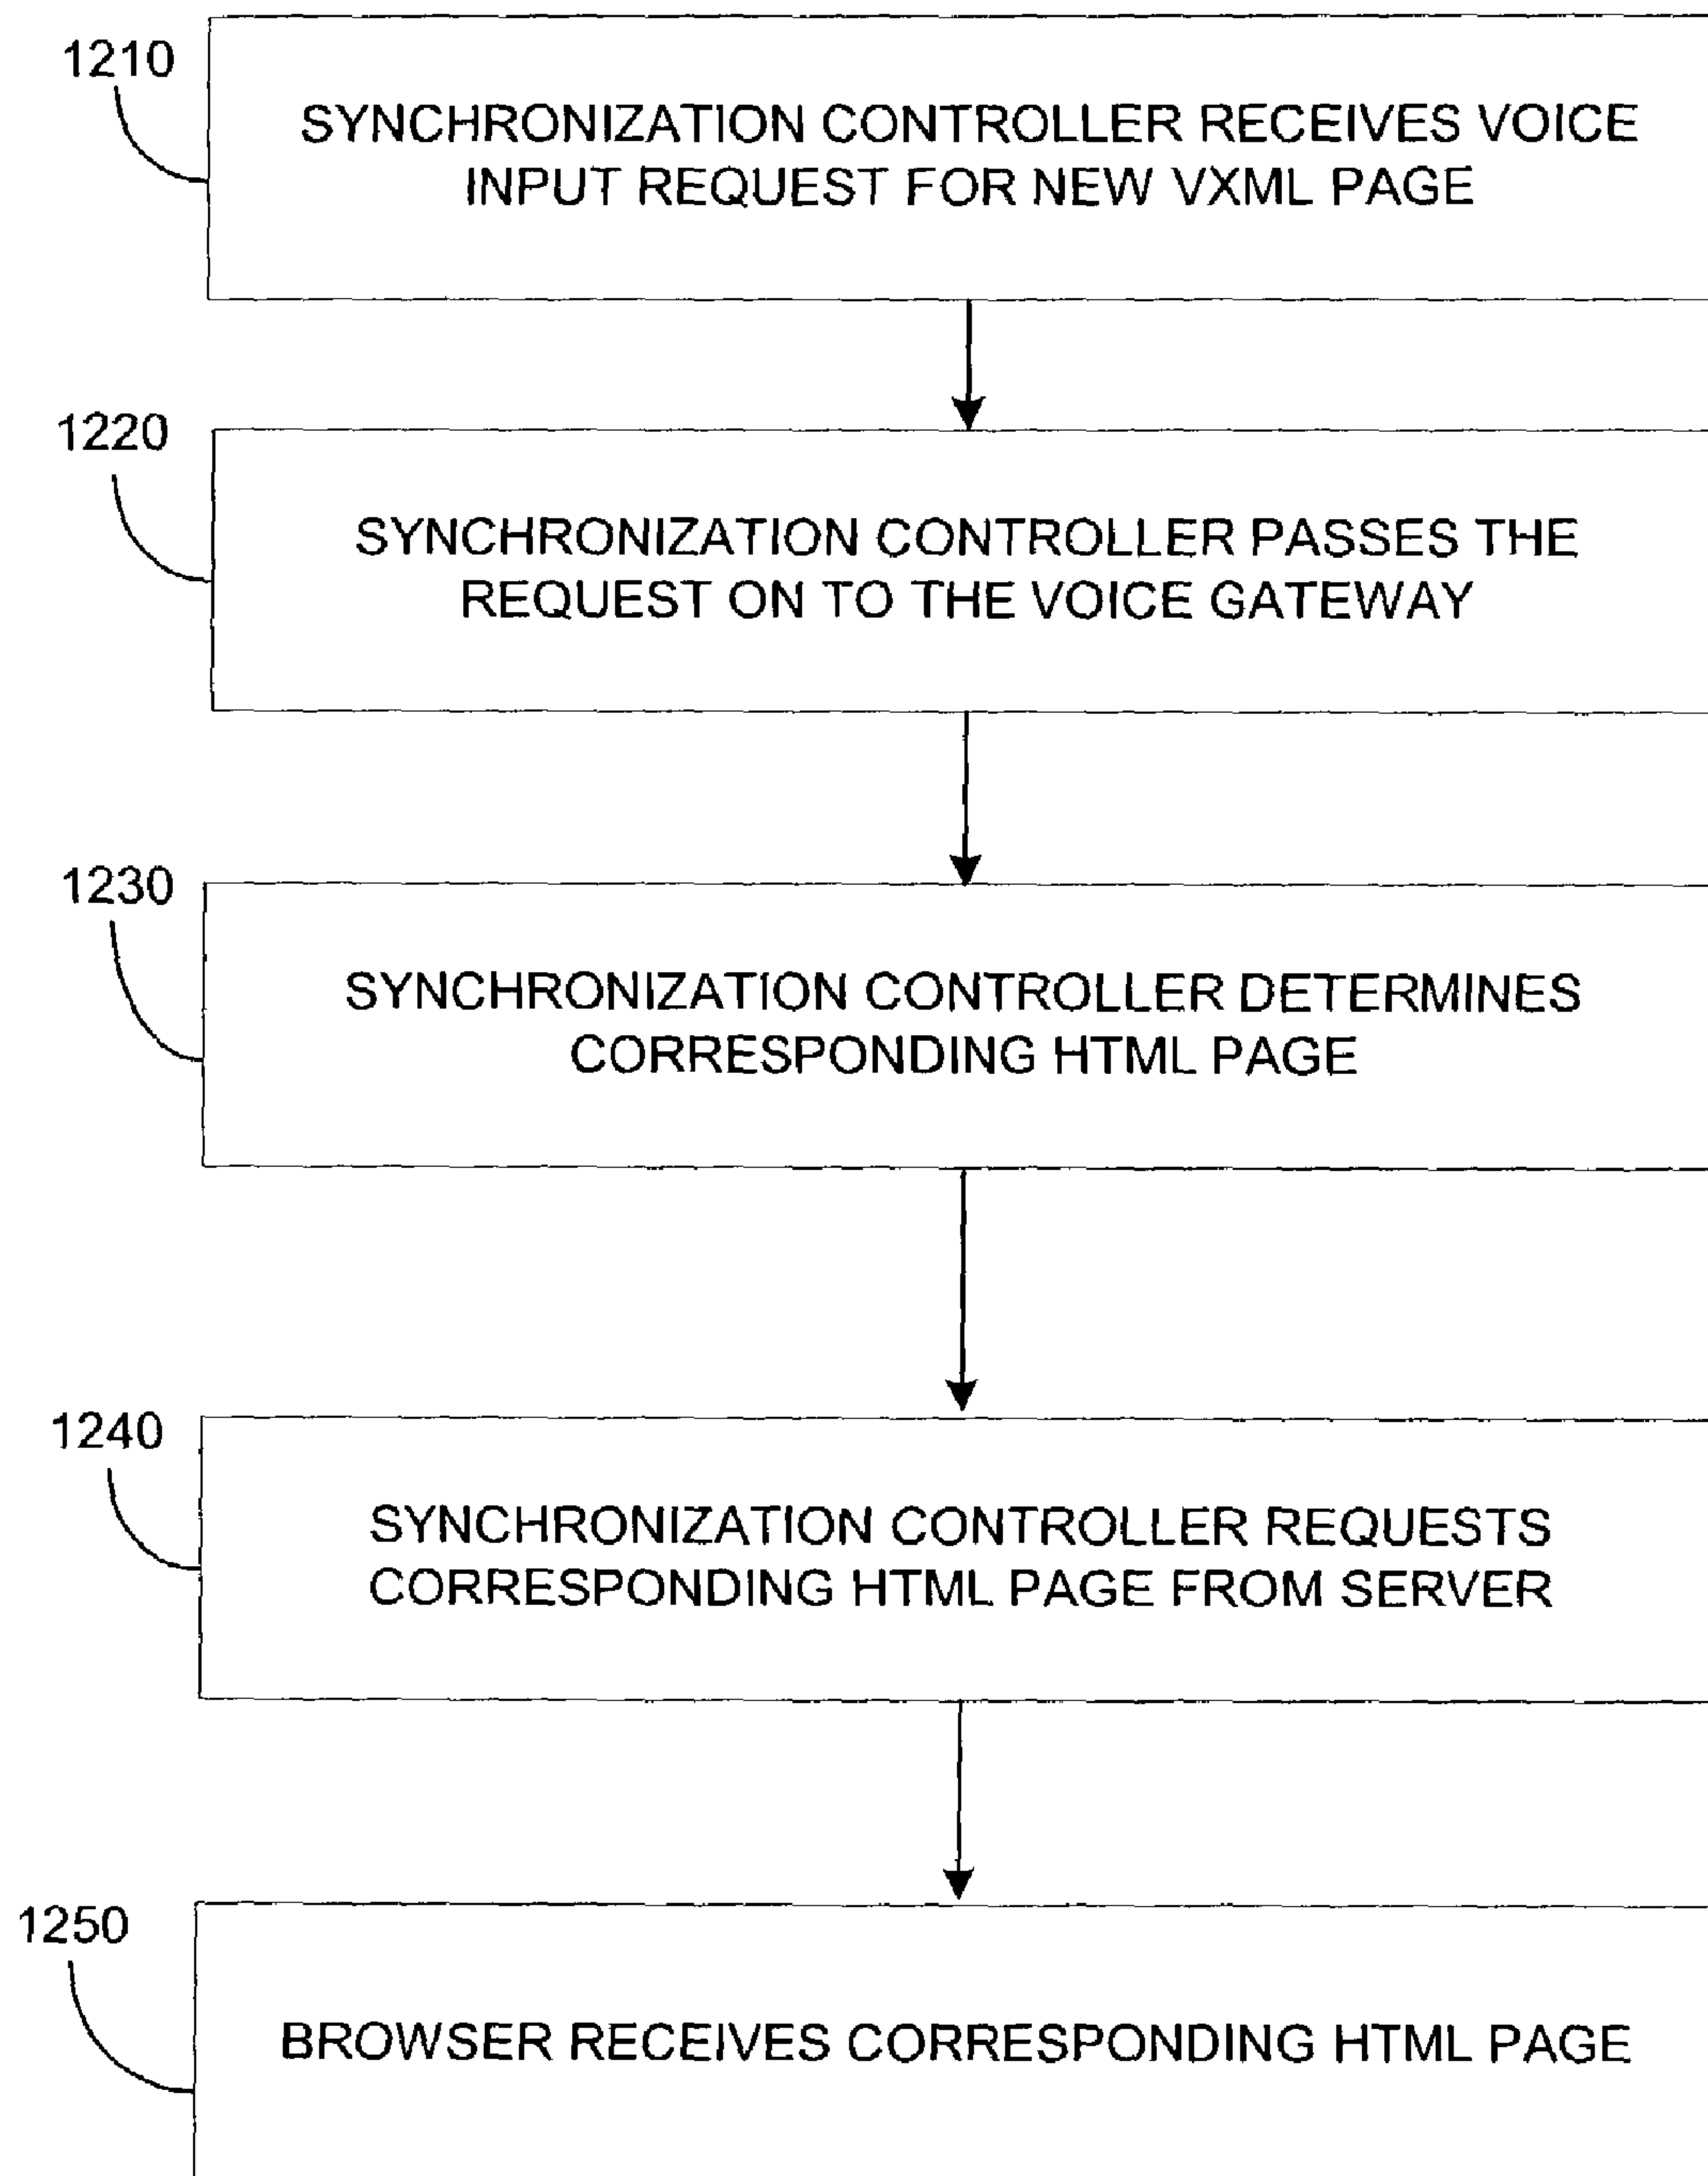 1210
SYNCHRONIZATION CONTROLLER RECEIVES VOICE
INPUT REQUEST FOR NEW VXML PAGE
1220
SYNCHRONIZATION CONTROLLER PASSES THE
REQUEST ON TO THE VOICE GATEWAY
1230
SYNCHRONIZATION CONTROLLER DETERMINES
CORRESPONDING HTML PAGE
1240
SYNCHRONIZATION CONTROLLER REQUESTS
CORRESPONDING HTML PAGE FROM SERVER
1250
BROWSER RECEIVES CORRESPONDING HTML PAGE